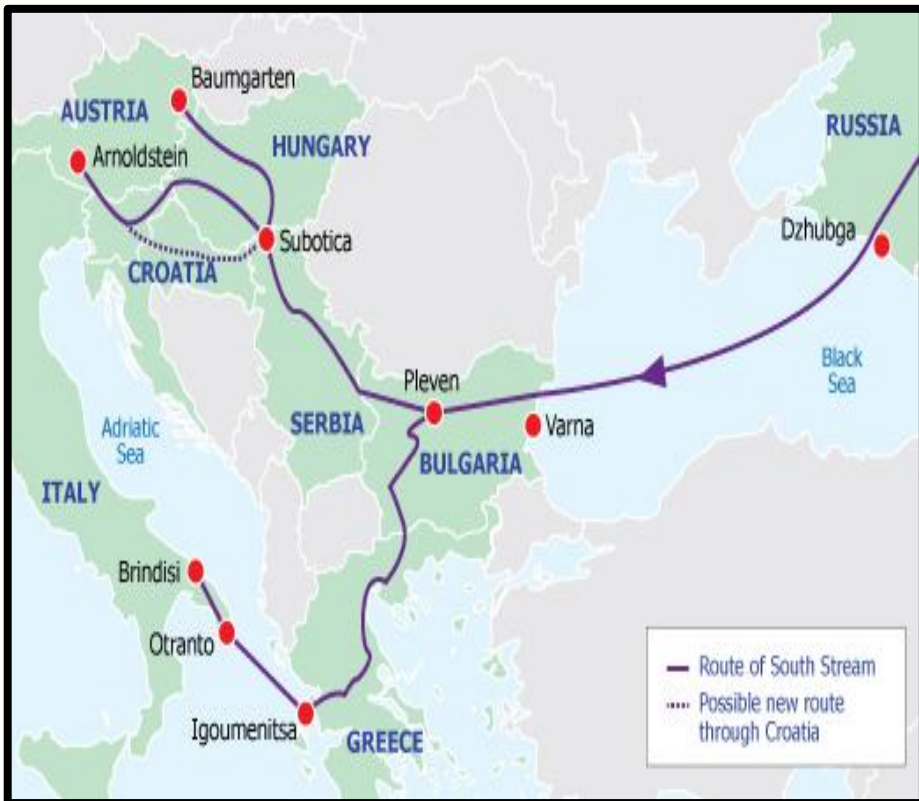 Baumgarten
AUSTRIA
RUSSIA
HUNGARY
Arnoldstein
Dzhubga
Subotica
CROATIA
Black
Sea
Pleven
SERBIA
Varna
Adriatic
Sea
BULGARIA
ITALY
Brindisi
Otranto
Route of South Stream
Possible new route
through Croatia
Igoumenitsa
GREECE